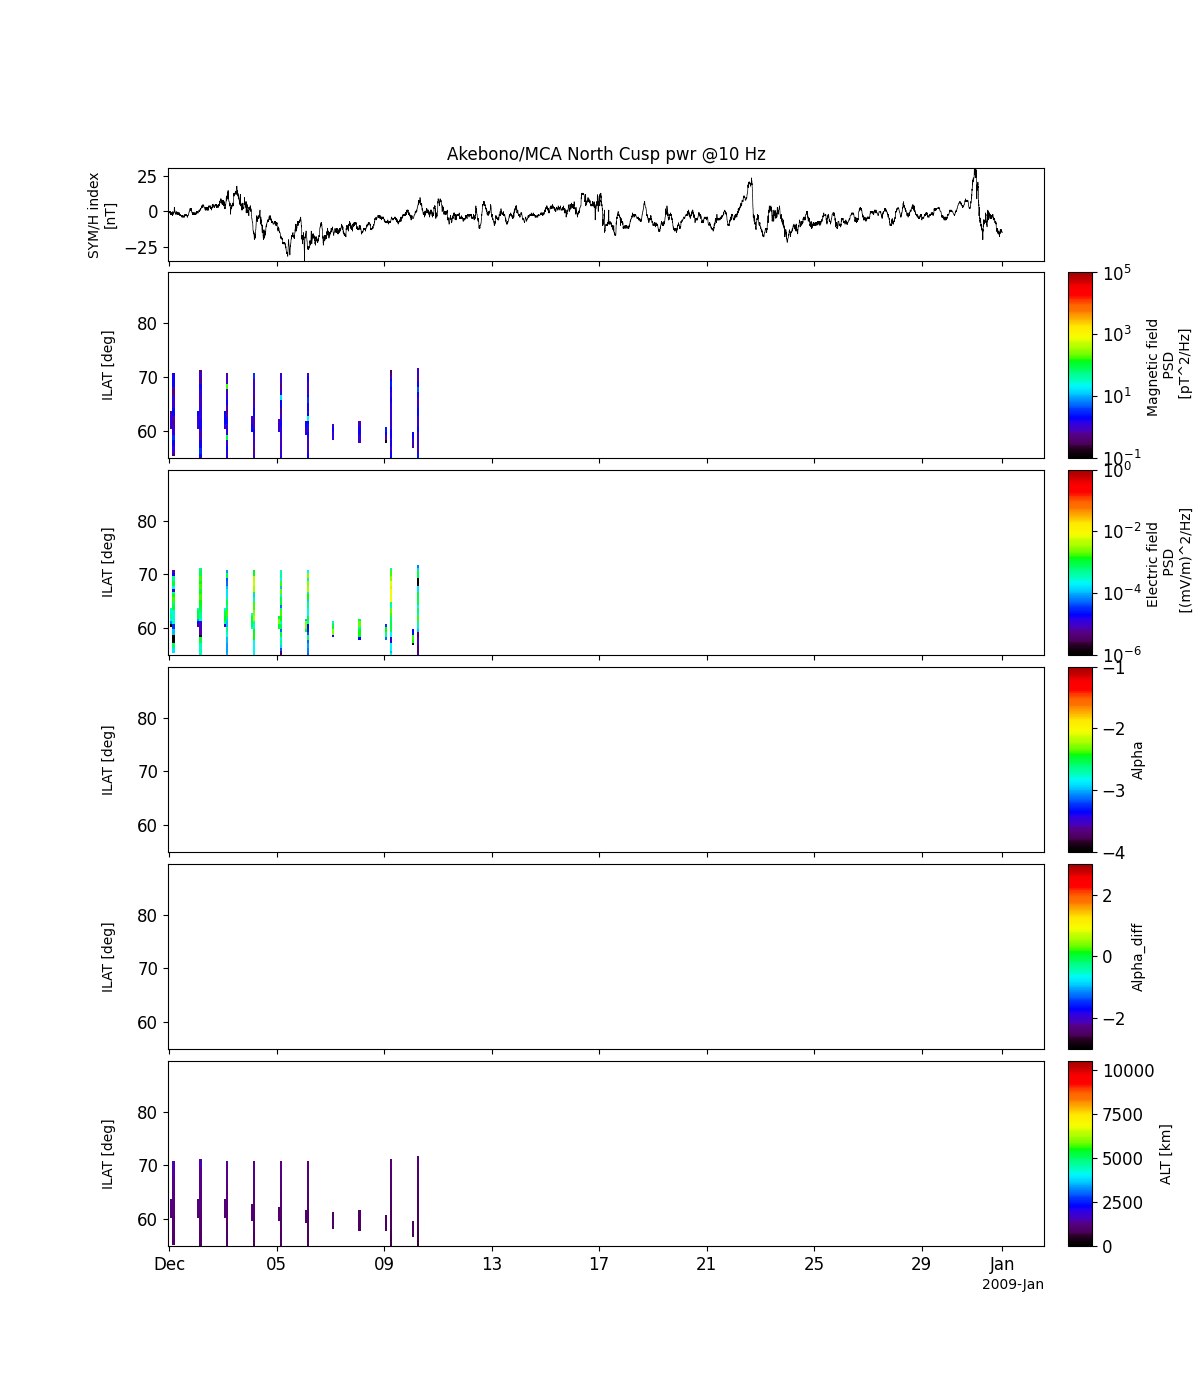 Akebono/MCA North Cusp pwr @10 Hz
SYM/H index
[nT]
25
0
−25
ILAT [deg]
80
70
60
10^5
10^3
10^1
10^−1
Magnetic field
PSD
[pT^2/Hz]
ILAT [deg]
80
70
60
10^0
10^−2
10^−4
10^−6
Electric field
PSD
[(mV/m)^2/Hz]
ILAT [deg]
80
70
60
−1
−2
−3
−4
Alpha
ILAT [deg]
80
70
60
2
0
−2
Alpha_diff
ILAT [deg]
80
70
60
10000
7500
5000
2500
0
ALT [km]
Dec 05 09 13 17 21 25 29 Jan
2009-Jan